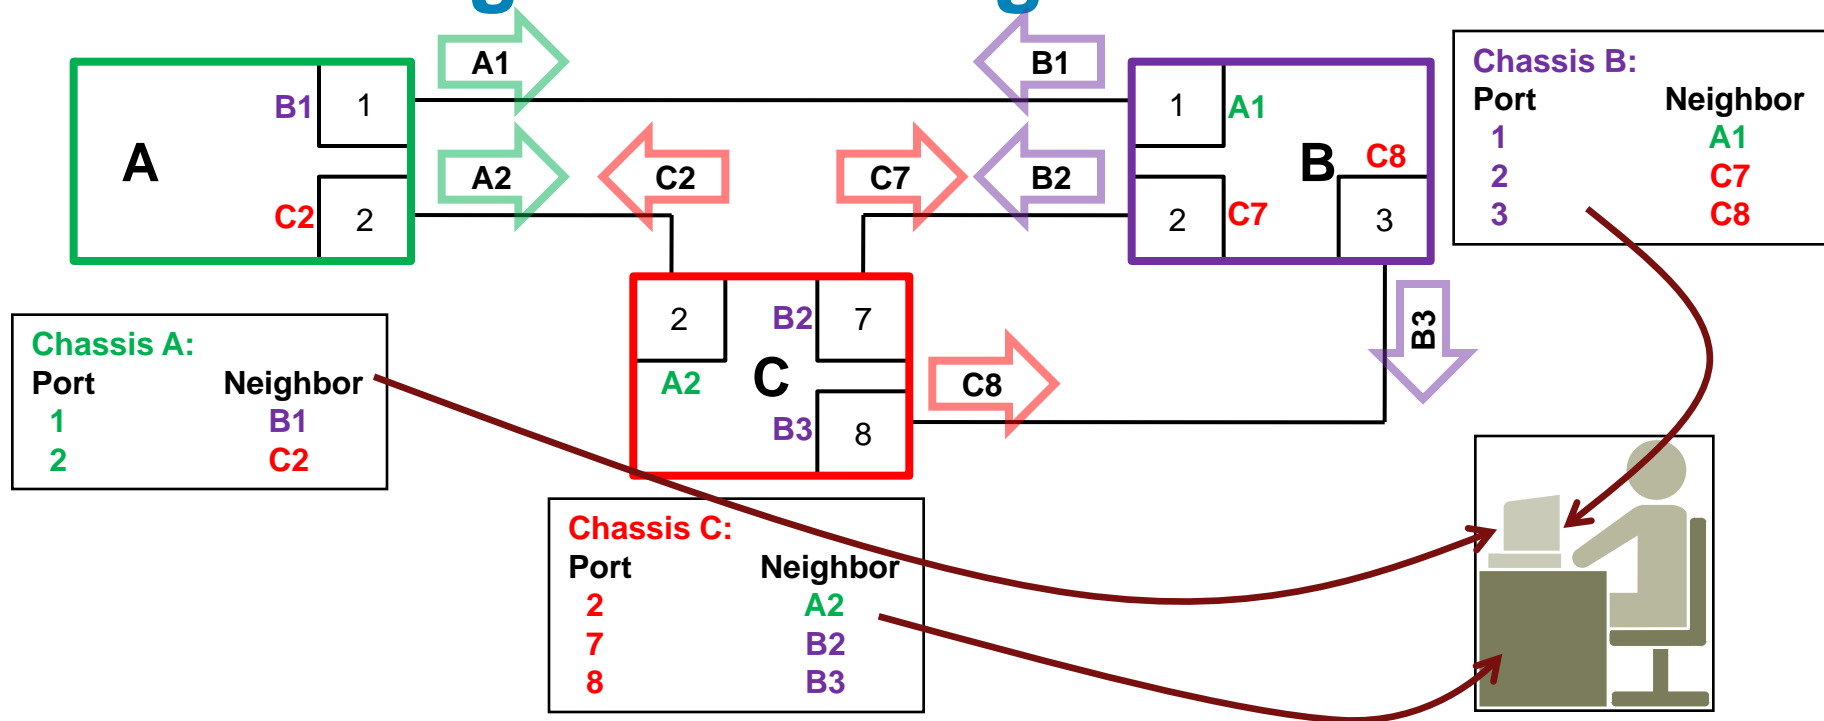 A1
B1
B1 1
1 A1
A
A2
C2
C7
B2
B
C8
C2 2
2 C7
3
Chassis B:
Port Neighbor
1 A1
2 C7
3 C8
B3
2
B2 7
A2
C
C8
B3 8
Chassis A:
Port Neighbor
1 B1
2 C2
Chassis C:
Port Neighbor
2 A2
7 B2
8 B3